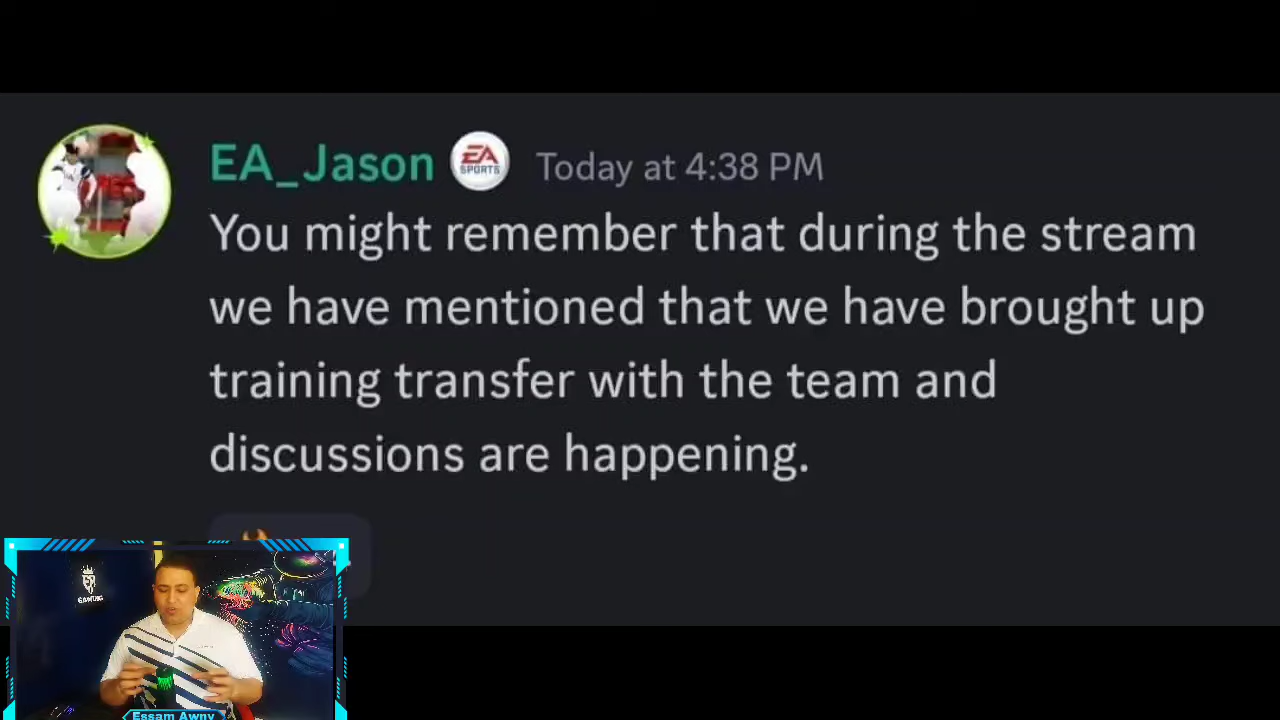 EA_Jason EA SPORTS Today at 4:38 PM
You might remember that during the stream
we have mentioned that we have brought up
training transfer with the team and
discussions are happening.
GAMING
Essam Awny